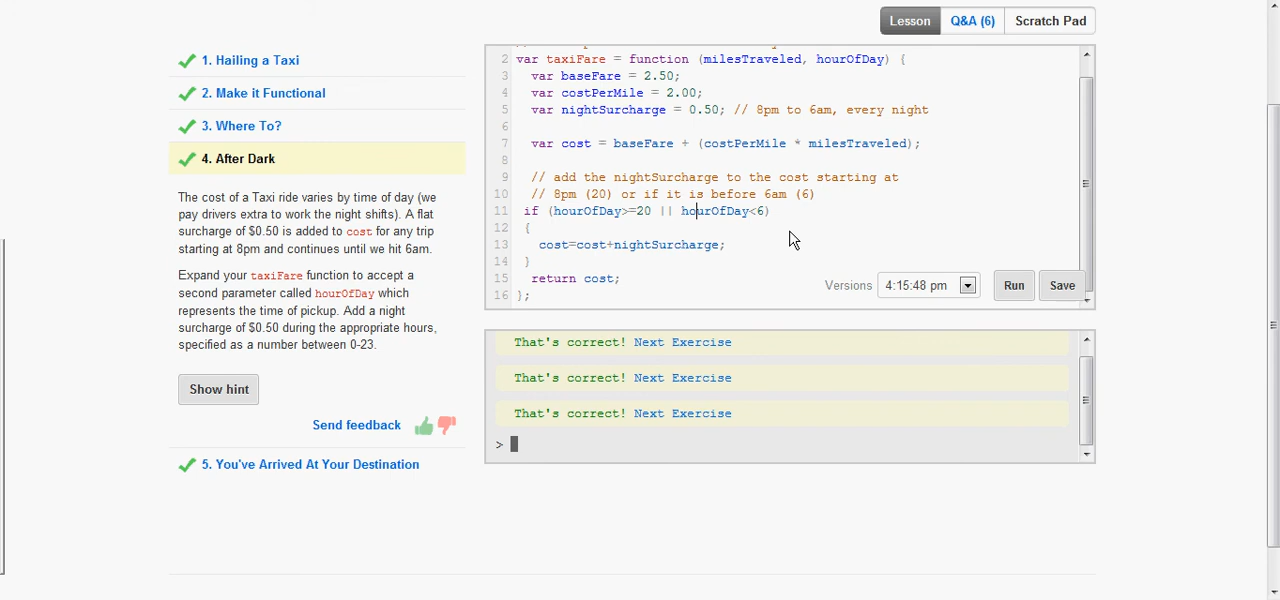 Lesson Q&A (6) Scratch Pad
1. Hailing a Taxi
2. Make it Functional
3. Where To?
4. After Dark
The cost of a Taxi ride varies by time of day (we
pay drivers extra to work the night shifts). A flat
surcharge of $0.50 is added to cost for any trip
starting at 8pm and continues until we hit 6am.
Expand your taxiFare function to accept a
second parameter called hourOfDay which
represents the time of pickup. Add a night
surcharge of $0.50 during the appropriate hours,
specified as a number between 0-23.
Show hint
Send feedback
5. You've Arrived At Your Destination
2 var taxiFare = function (milesTraveled, hourOfDay) {
3 var baseFare = 2.50;
4 var costPerMile = 2.00;
5 var nightSurcharge = 0.50; // 8pm to 6am, every night
6
7 var cost = baseFare + (costPerMile * milesTraveled);
8
9 // add the nightSurcharge to the cost starting at
10 // 8pm (20) or if it is before 6am (6)
11 if (hourOfDay>=20 || hourOfDay<6)
12 {
13 cost=cost+nightSurcharge;
14 }
15 return cost;
16 };
Versions 4:15:48 pm Run Save
That's correct! Next Exercise
That's correct! Next Exercise
That's correct! Next Exercise
>